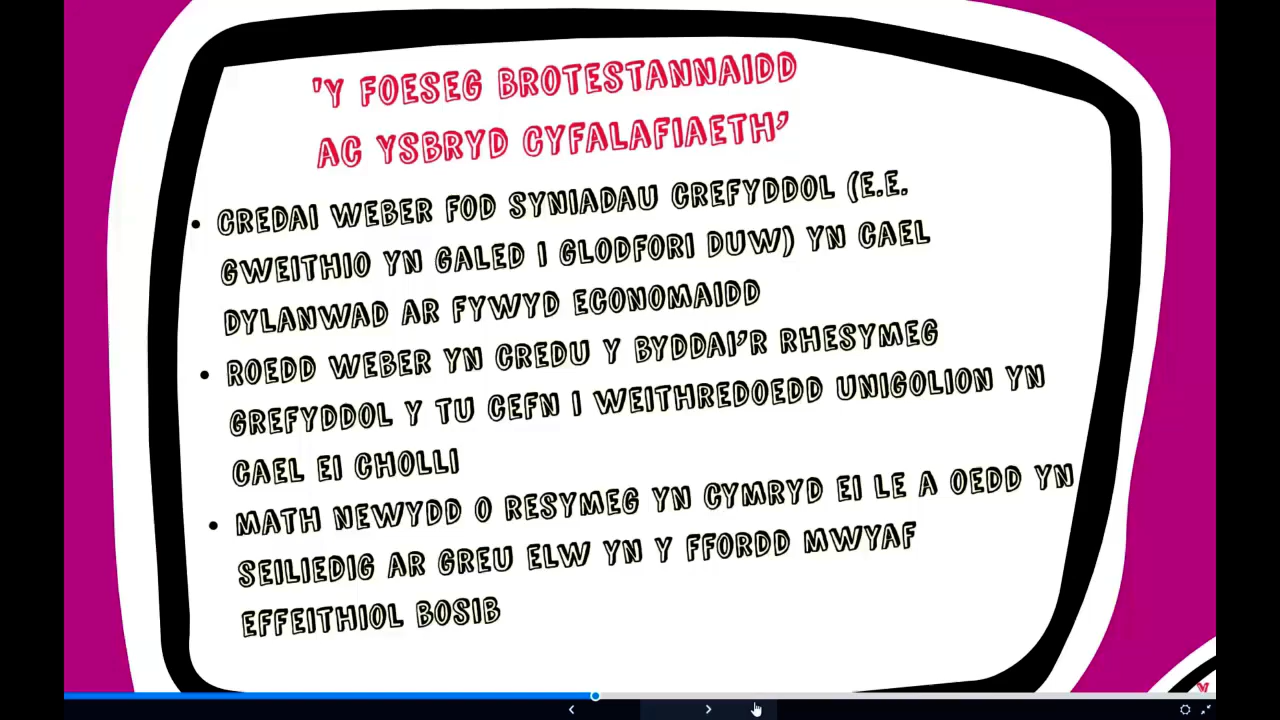 'Y FOESEG BROTESTANNAIDD
AC YSBRYD CYFALAFIAETH'
• CREDAI WEBER FOD SYNIADAU CREFYDDOL (E.E.
GWEITHIO YN GALED I GLODFORI DUW) YN CAEL
DYLANWAD AR FYWYD ECONOMAIDD
• ROEDD WEBER YN CREDU Y BYDDAI'R RHESYMEG
GREFYDDOL Y TU CEFN I WEITHREDOEDD UNIGOLION YN
CAEL EI CHOLLI
• MATH NEWYDD O RESYMEG YN CYMRYD EI LE A OEDD YN
SEILIEDIG AR GREU ELW YN Y FFORDD MWYAF
EFFEITHIOL BOSIB